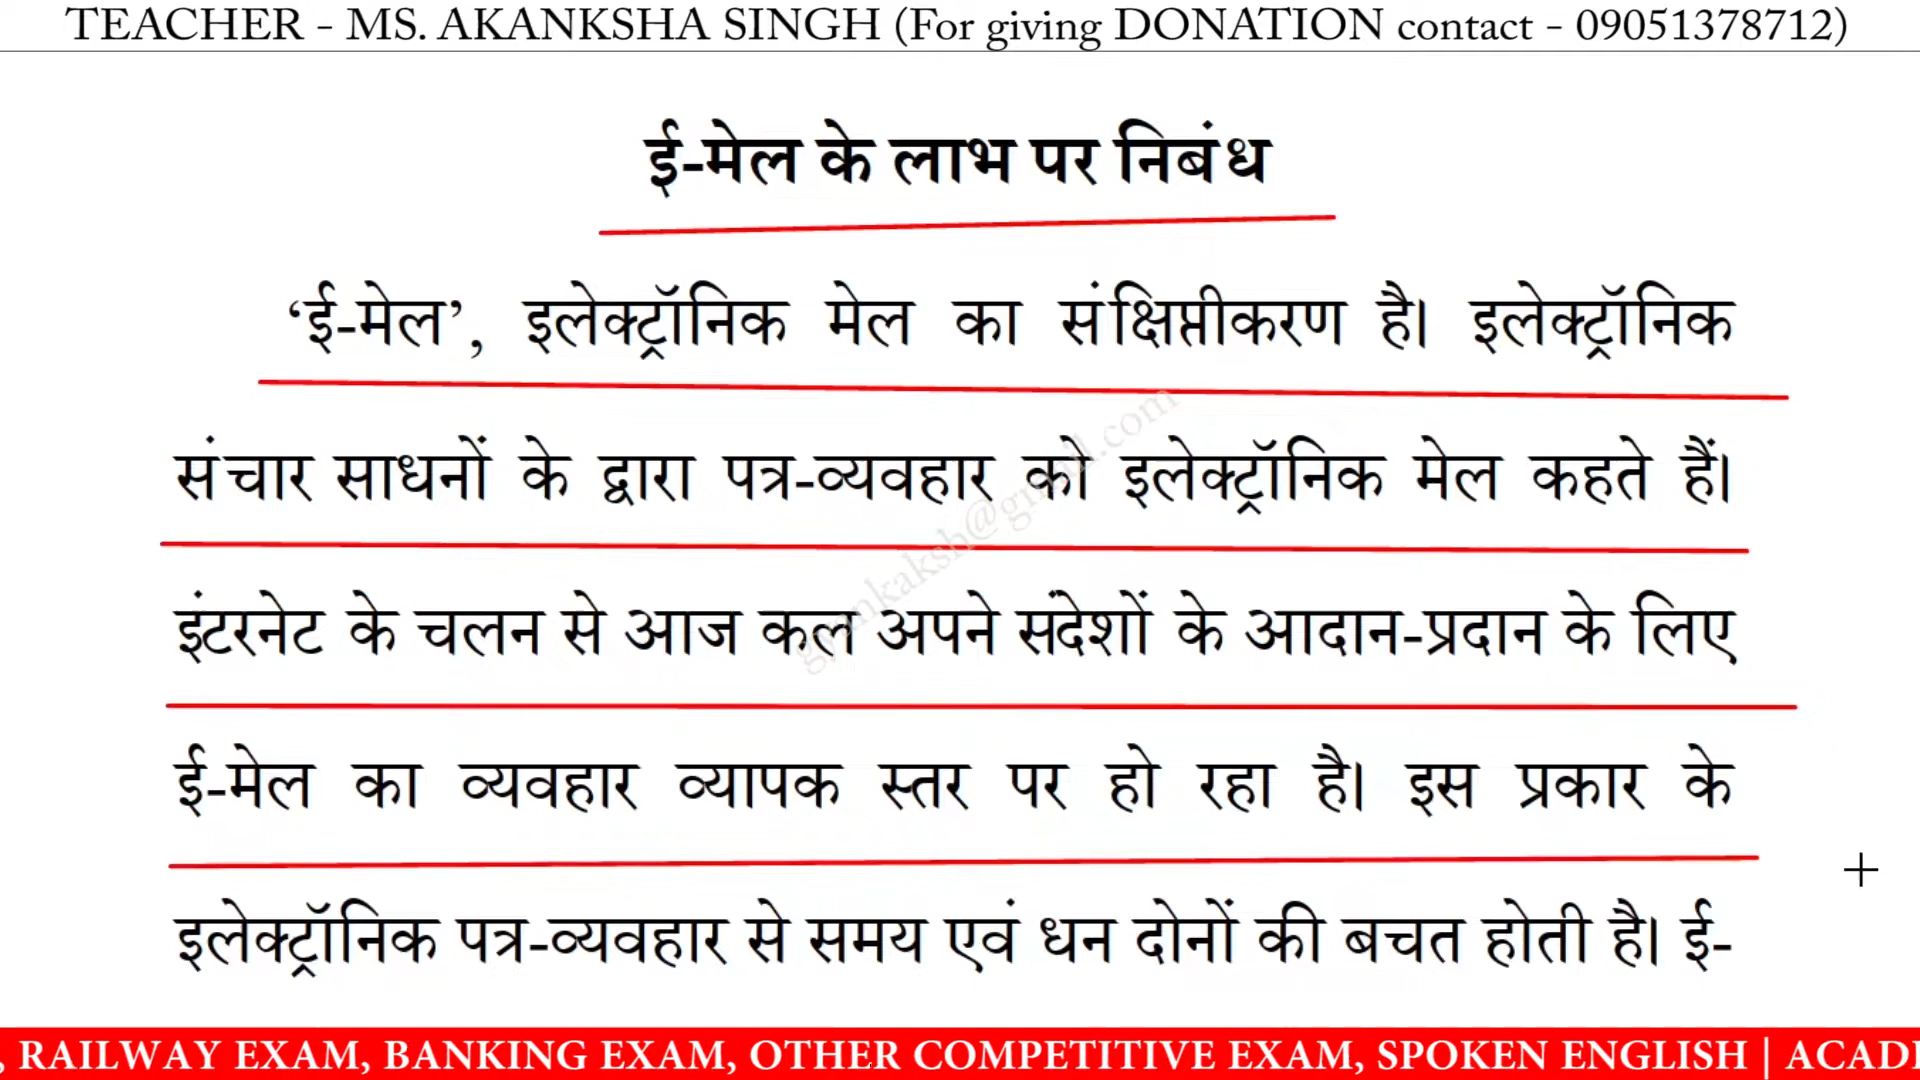 TEACHER - MS. AKANKSHA SINGH (For giving DONATION contact - 09051378712)
ई-मेल के लाभ पर निबंध
‘ई-मेल’, इलेक्ट्रॉनिक मेल का संक्षिप्तीकरण है। इलेक्ट्रॉनिक
संचार साधनों के द्वारा पत्र-व्यवहार को इलेक्ट्रॉनिक मेल कहते हैं।
इंटरनेट के चलन से आज कल अपने संदेशों के आदान-प्रदान के लिए
ई-मेल का व्यवहार व्यापक स्तर पर हो रहा है। इस प्रकार के
इलेक्ट्रॉनिक पत्र-व्यवहार से समय एवं धन दोनों की बचत होती है। ई-
, RAILWAY EXAM, BANKING EXAM, OTHER COMPETITIVE EXAM, SPOKEN ENGLISH | ACAD